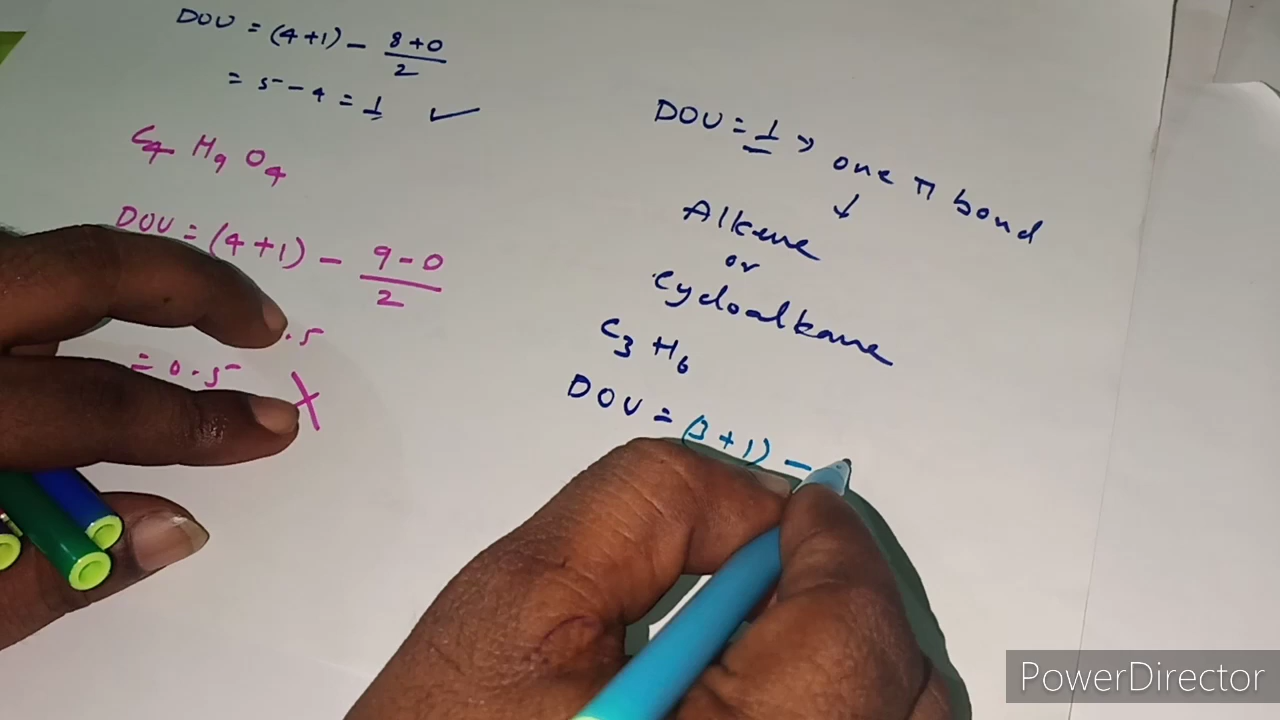 DOU = (4+1) - 8+0/2
= 5 - 4 = 1 ✓
C4 H9 O4
DOU = (4+1) - 9-0/2
.5
= 0.5 X
DOU = 1 → one π bond
↓
Alkene
or
Cycloalkane
C3 H6
DOU = (3+1) -
PowerDirector